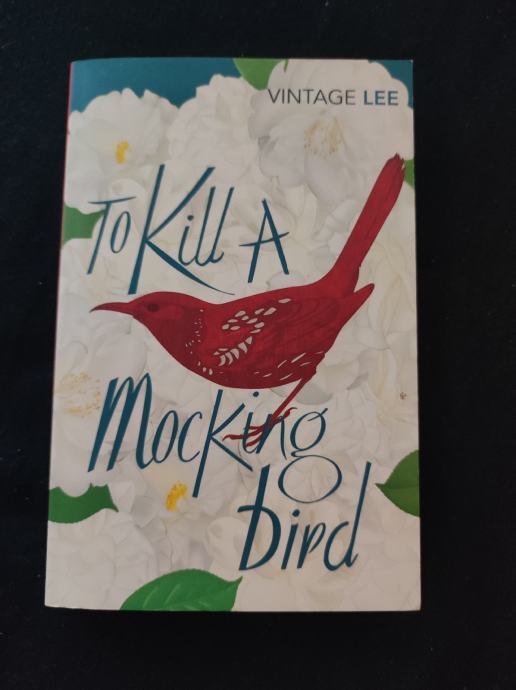 VINTAGE LEE
To Kill A
Mocking
bird